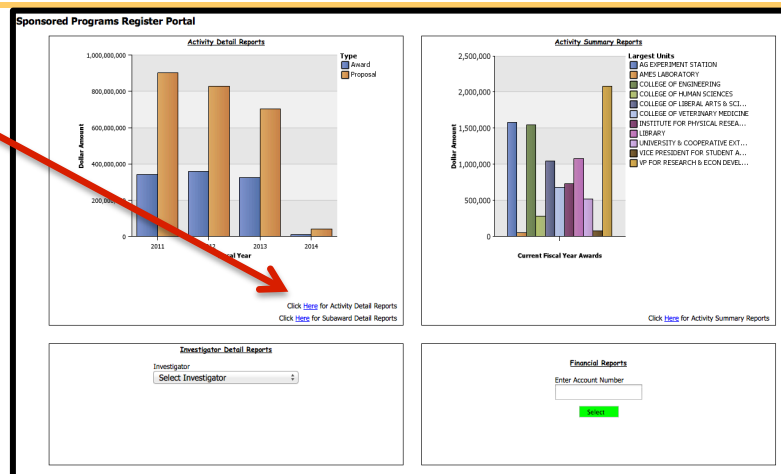 Sponsored Programs Register Portal
Activity Detail Reports
Type
Award
Proposal
Dollar Amount
1,000,000,000
800,000,000
600,000,000
400,000,000
200,000,000
0
2011
2012
2013
2014
Year
Click Here for Activity Detail Reports
Click Here for Subaward Detail Reports
Activity Summary Reports
Largest Units
AG EXPERIMENT STATION
AMES LABORATORY
COLLEGE OF ENGINEERING
COLLEGE OF HUMAN SCIENCES
COLLEGE OF LIBERAL ARTS & SCI...
COLLEGE OF VETERINARY MEDICINE
INSTITUTE FOR PHYSICAL RESEA...
LIBRARY
UNIVERSITY & COOPERATIVE EXT...
VICE PRESIDENT FOR STUDENT A...
VP FOR RESEARCH & ECON DEVEL...
Dollar Amount
2,500,000
2,000,000
1,500,000
1,000,000
500,000
0
Current Fiscal Year Awards
Click Here for Activity Summary Reports
Investigator Detail Reports
Investigator
Select Investigator
Financial Reports
Enter Account Number
Select